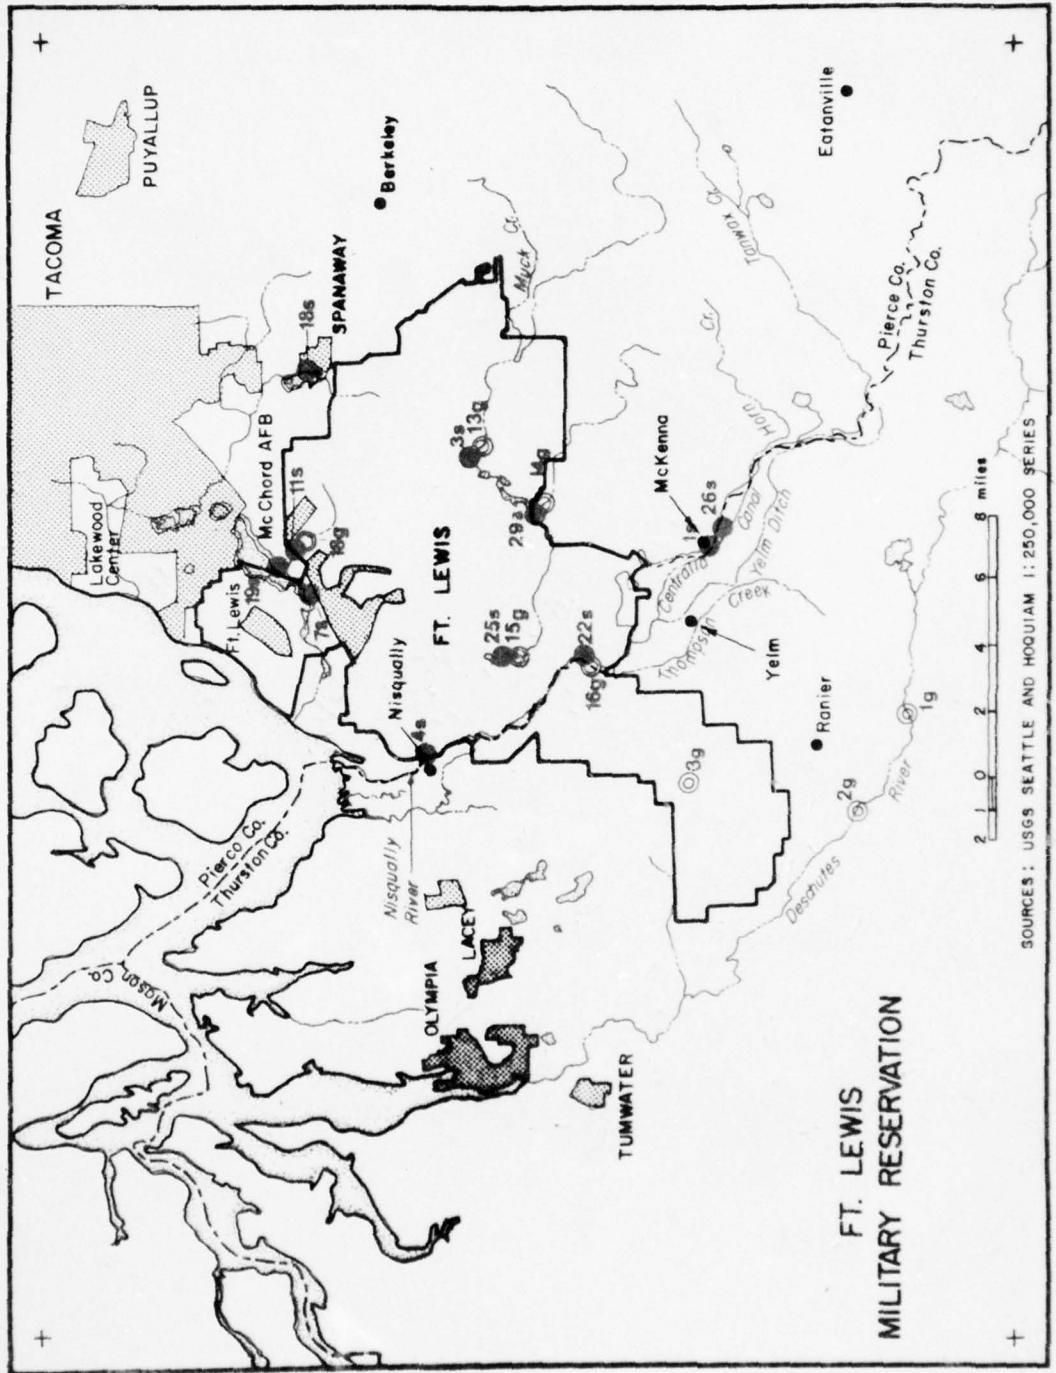 TACOMA
PUYALLUP
Eatanville
Berkeley
SPANAWAY
18s
Muck Cr.
Tanwax Cr.
Pierce Co.
Thurston Co.
Lakewood
Center
Mc Chord AFB
11s
18g
19s
7s
Ft. Lewis
3s
13g
29s
14g
FT. LEWIS
McKenna
Horn Cr.
26s
1s
Centralia Canal
Yelm Ditch
Thompson Creek
Yelm
Nisqually
25s
15g
22s
16g
4s
Ranier
3g
1g
2g
Deschutes River
Pierco Co.
Thurston Co.
Mason Co.
Nisqually
River
LACEY
OLYMPIA
TUMWATER
2 1 0 2 4 6 8 miles
SOURCES: USGS SEATTLE AND HOQUIAM 1:250,000 SERIES
FT. LEWIS
MILITARY RESERVATION